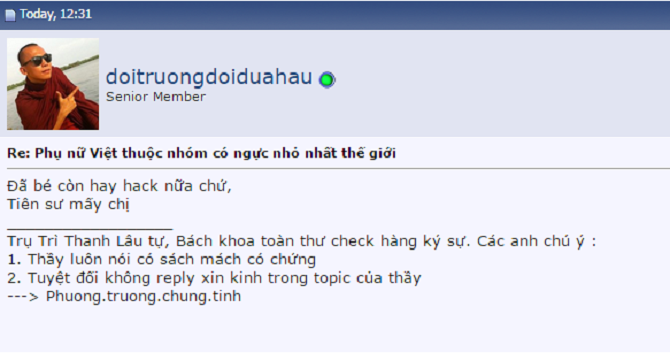 Today, 12:31
doitruongdoiduahau
Senior Member
Re: Phụ nữ Việt thuộc nhóm có ngực nhỏ nhất thế giới
Đã bé còn hay hack nữa chứ,
Tiên sư mấy chị
Trụ Trì Thanh Lâu tự, Bách khoa toàn thư check hàng ký sự. Các anh chú ý :
1. Thầy luôn nói có sách mách có chứng
2. Tuyệt đối không reply xin kinh trong topic của thầy
---> Phuong.truong.chung.tinh